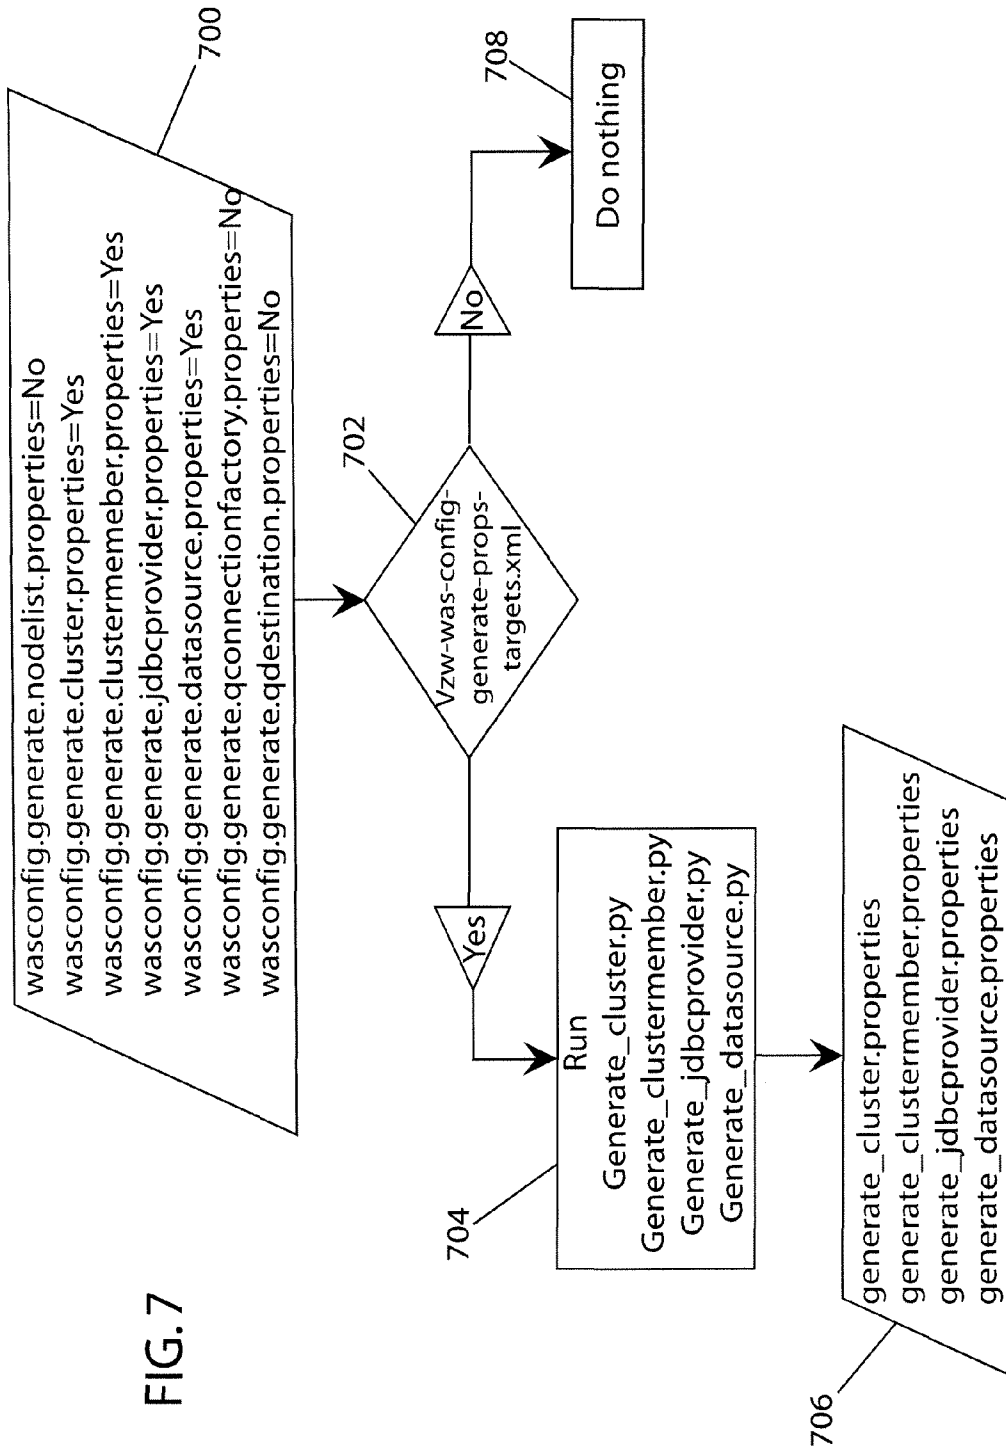 700
wasconfig.generate.nodelist.properties=No
wasconfig.generate.cluster.properties=Yes
wasconfig.generate.clustermemeber.properties=Yes
wasconfig.generate.jdbcprovider.properties=Yes
wasconfig.generate.datasource.properties=Yes
wasconfig.generate.qconnectionfactory.properties=No
wasconfig.generate.qdestination.properties=No
702
Vzw-was-config-
generate-props-
targets.xml
Yes
No
708
Do nothing
704
Run
Generate_cluster.py
Generate_clustermember.py
Generate_jdbcprovider.py
Generate_datasource.py
706
generate_cluster.properties
generate_clustermember.properties
generate_jdbcprovider.properties
generate_datasource.properties
FIG. 7